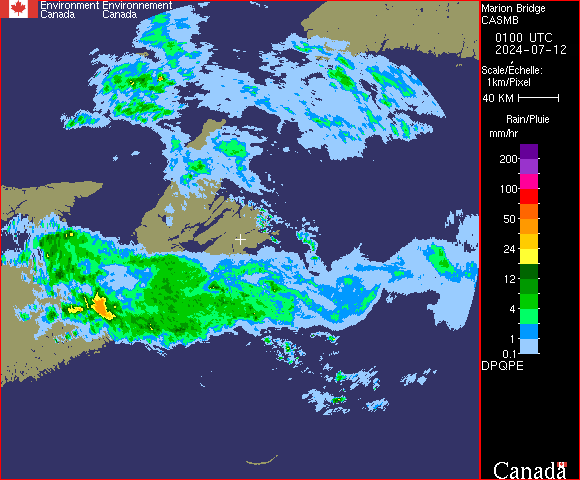 Environment Environnement
Canada Canada
Marion Bridge
CASMB
0100 UTC
2024-07-12
Scale/Echelle:
1km/Pixel
40 KM
Rain/Pluie
mm/hr
200
100
50
24
12
4
1
0.1
DPQPE
Canada